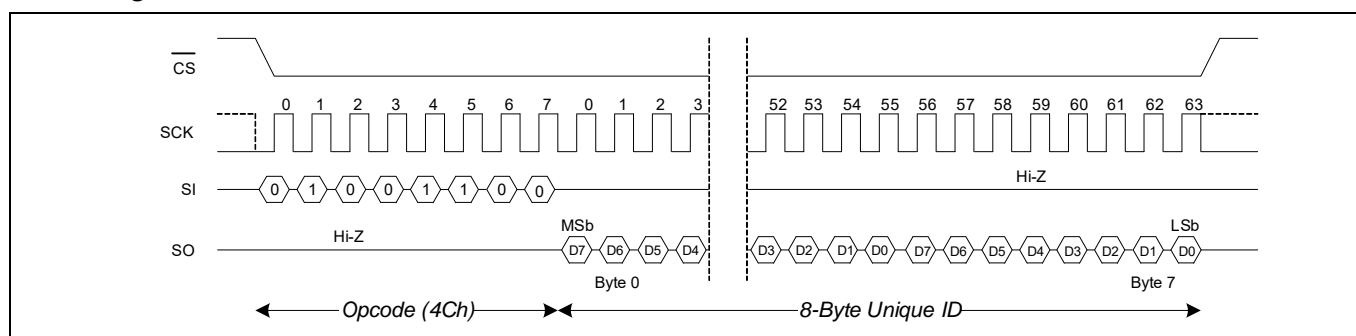 CS
0 1 2 3 4 5 6 7 0 1 2 3 52 53 54 55 56 57 58 59 60 61 62 63
SCK
Hi-Z
SI 0 1 0 0 1 1 0 0
MSb LSb
Hi-Z
SO D7 D6 D5 D4 D3 D2 D1 D0 D7 D6 D5 D4 D3 D2 D1 D0
Byte 0 Byte 7
Opcode (4Ch) 8-Byte Unique ID